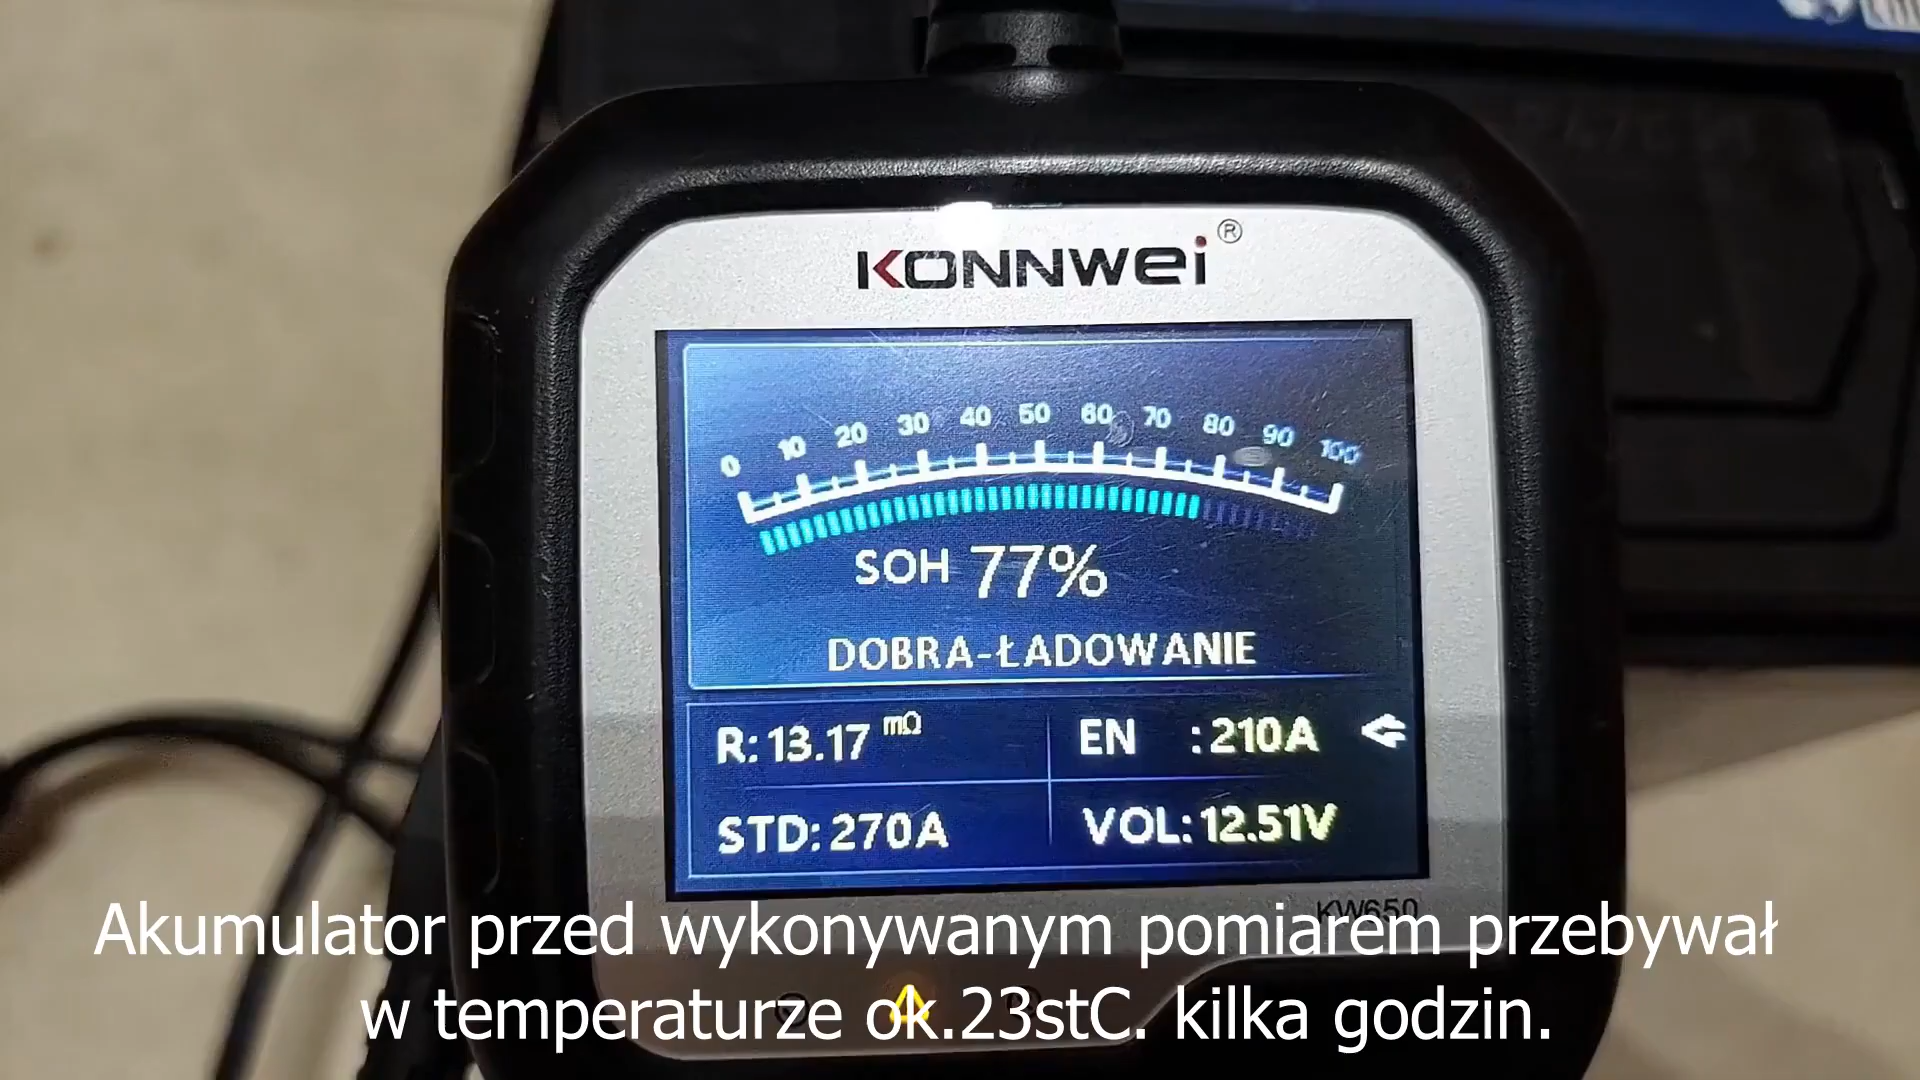 KONNWEi®
0 10 20 30 40 50 60 70 80 90 100
SOH 77%
DOBRA-ŁADOWANIE
R: 13.17 mΩ
EN : 210A
STD: 270A
VOL: 12.51V
KW650
Akumulator przed wykonywanym pomiarem przebywał
w temperaturze ok.23stC. kilka godzin.